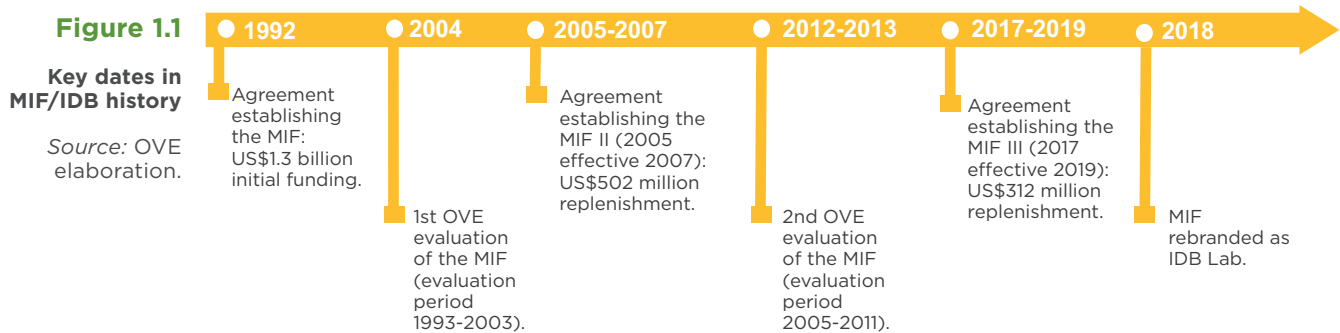 Figure 1.1
Key dates in
MIF/IDB history
Source: OVE
elaboration.
1992
Agreement
establishing
the MIF:
US$1.3 billion
initial funding.
2004
1st OVE
evaluation
of the MIF
(evaluation
period
1993-2003).
2005-2007
Agreement
establishing the
MIF II (2005
effective 2007):
US$502 million
replenishment.
2012-2013
2nd OVE
evaluation
of the MIF
(evaluation
period
2005-2011).
2017-2019
Agreement
establishing the
MIF III (2017
effective 2019):
US$312 million
replenishment.
2018
MIF
rebranded as
IDB Lab.